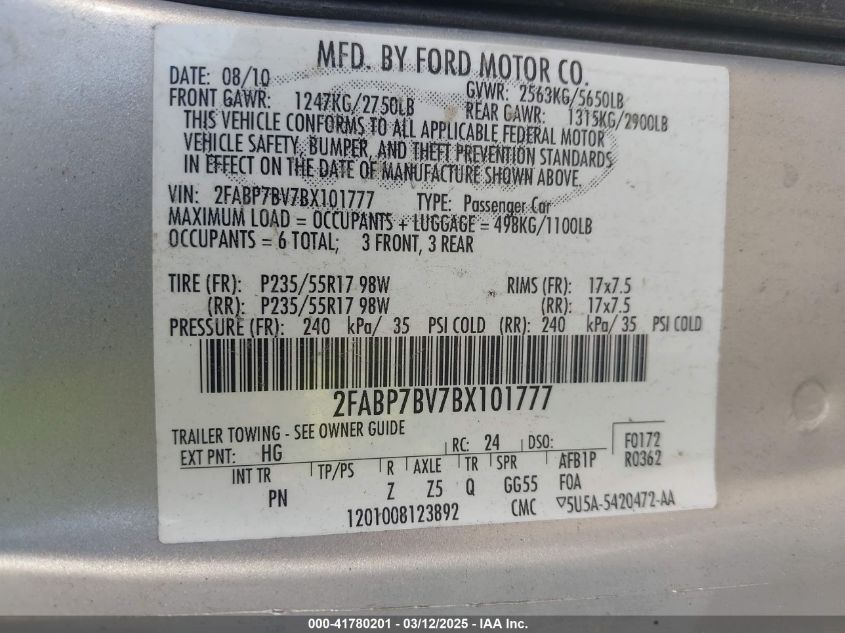 MFD. BY FORD MOTOR CO.
DATE: 08/10 GVWR: 2563KG/5650LB
FRONT GAWR: 1247KG/2750LB REAR GAWR: 1315KG/2900LB
THIS VEHICLE CONFORMS TO ALL APPLICABLE FEDERAL MOTOR
VEHICLE SAFETY, BUMPER, AND THEFT PREVENTION STANDARDS
IN EFFECT ON THE DATE OF MANUFACTURE SHOWN ABOVE.
VIN: 2FABP7BV7BX101777 TYPE: Passenger Car
MAXIMUM LOAD = OCCUPANTS + LUGGAGE = 498KG/1100LB
OCCUPANTS = 6 TOTAL; 3 FRONT, 3 REAR
TIRE (FR): P235/55R17 98W RIMS (FR): 17x7.5
(RR): P235/55R17 98W (RR): 17x7.5
PRESSURE (FR): 240 kPa/ 35 PSI COLD (RR): 240 kPa/ 35 PSI COLD
2FABP7BV7BX101777
TRAILER TOWING - SEE OWNER GUIDE
EXT PNT: HG RC: 24 DSO: F0172
R0362
INT TR TP/PS R AXLE TR SPR AFB1P
PN Z Z5 Q GG55 FOA
1201008123892 CMC ▽5U5A-5420472-AA
000-41780201 - 03/12/2025 - IAA Inc.